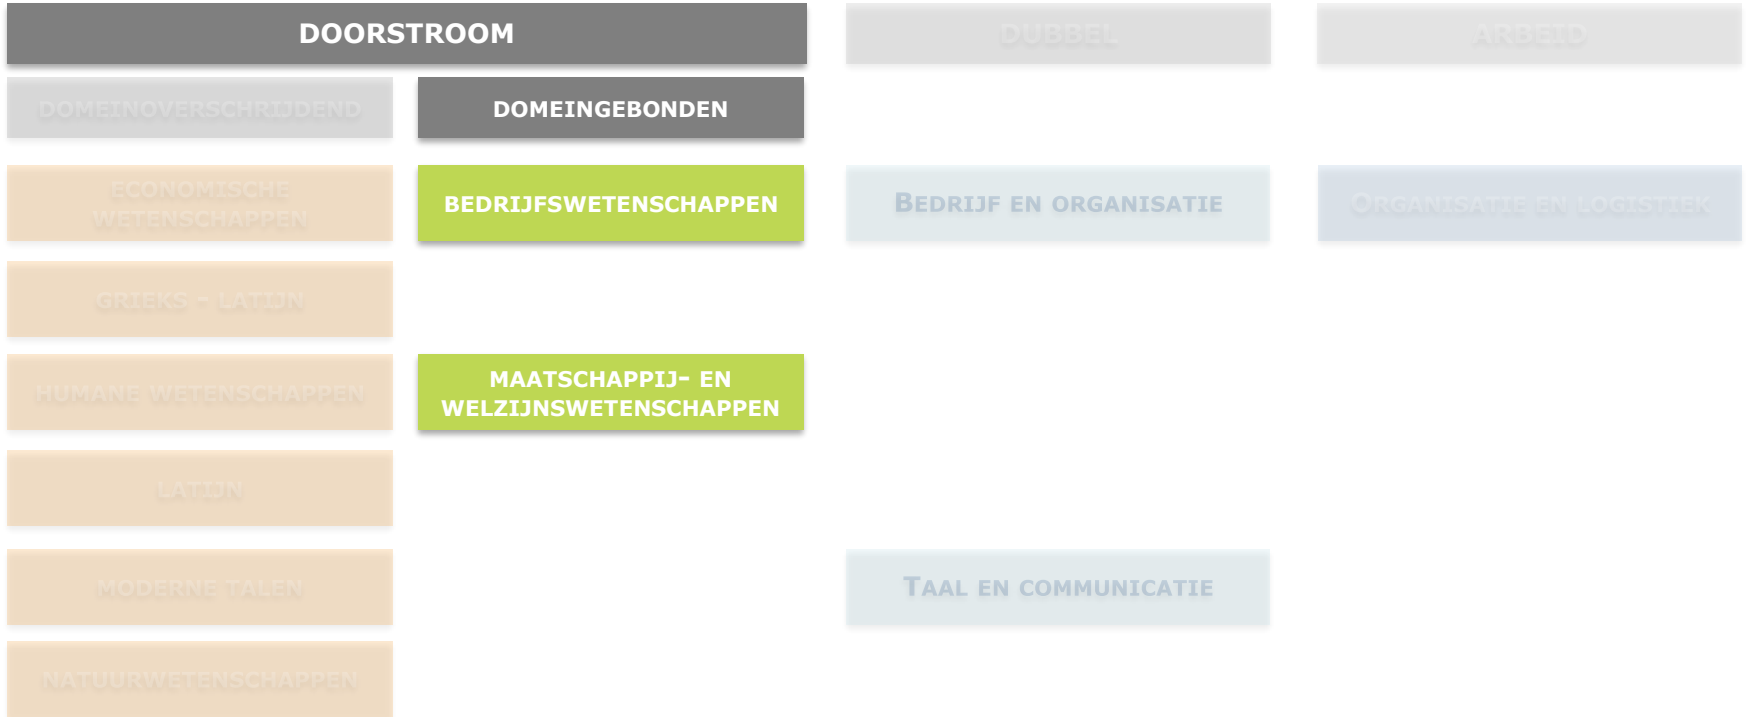 DOORSTROOM
DUBBEL
ARBEID
DOMEINOVERSCHRIJDEND
DOMEINGEBONDEN
ECONOMISCHE
WETENSCHAPPEN
BEDRIJFSWETENSCHAPPEN
BEDRIJF EN ORGANISATIE
ORGANISATIE EN LOGISTIEK
GRIEKS - LATIJN
HUMANE WETENSCHAPPEN
MAATSCHAPPIJ- EN
WELZIJNSWETENSCHAPPEN
LATIJN
MODERNE TALEN
TAAL EN COMMUNICATIE
NATUURWETENSCHAPPEN